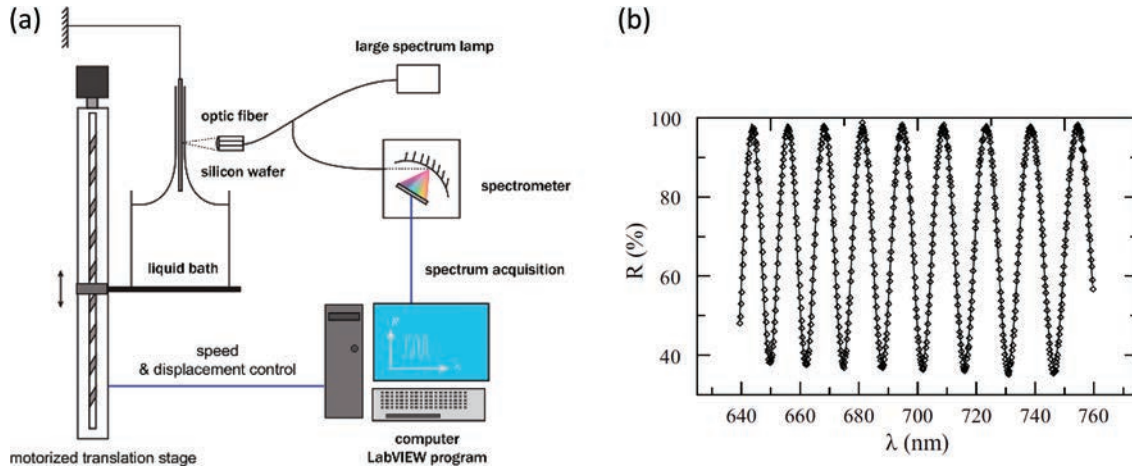 (a)
large spectrum lamp
optic fiber
silicon wafer
spectrometer
liquid bath
spectrum acquisition
speed
& displacement control
computer
LabVIEW program
motorized translation stage
(b)
100
80
60
40
R (%)
640 660 680 700 720 740 760
λ (nm)